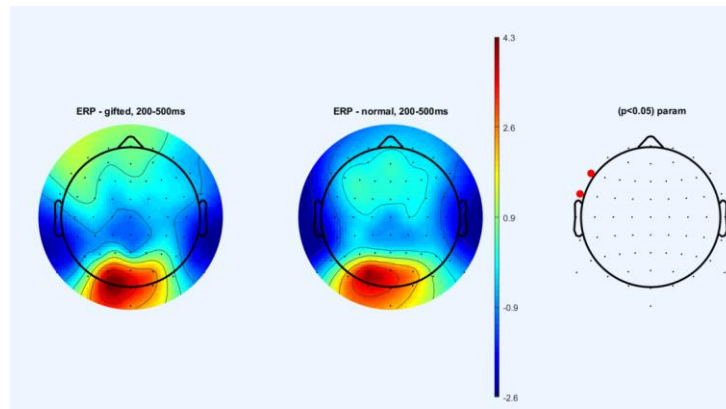 ERP - gifted, 200-500ms
ERP - normal, 200-500ms
4.3
2.6
0.9
-0.9
-2.6
(p<0.05) param